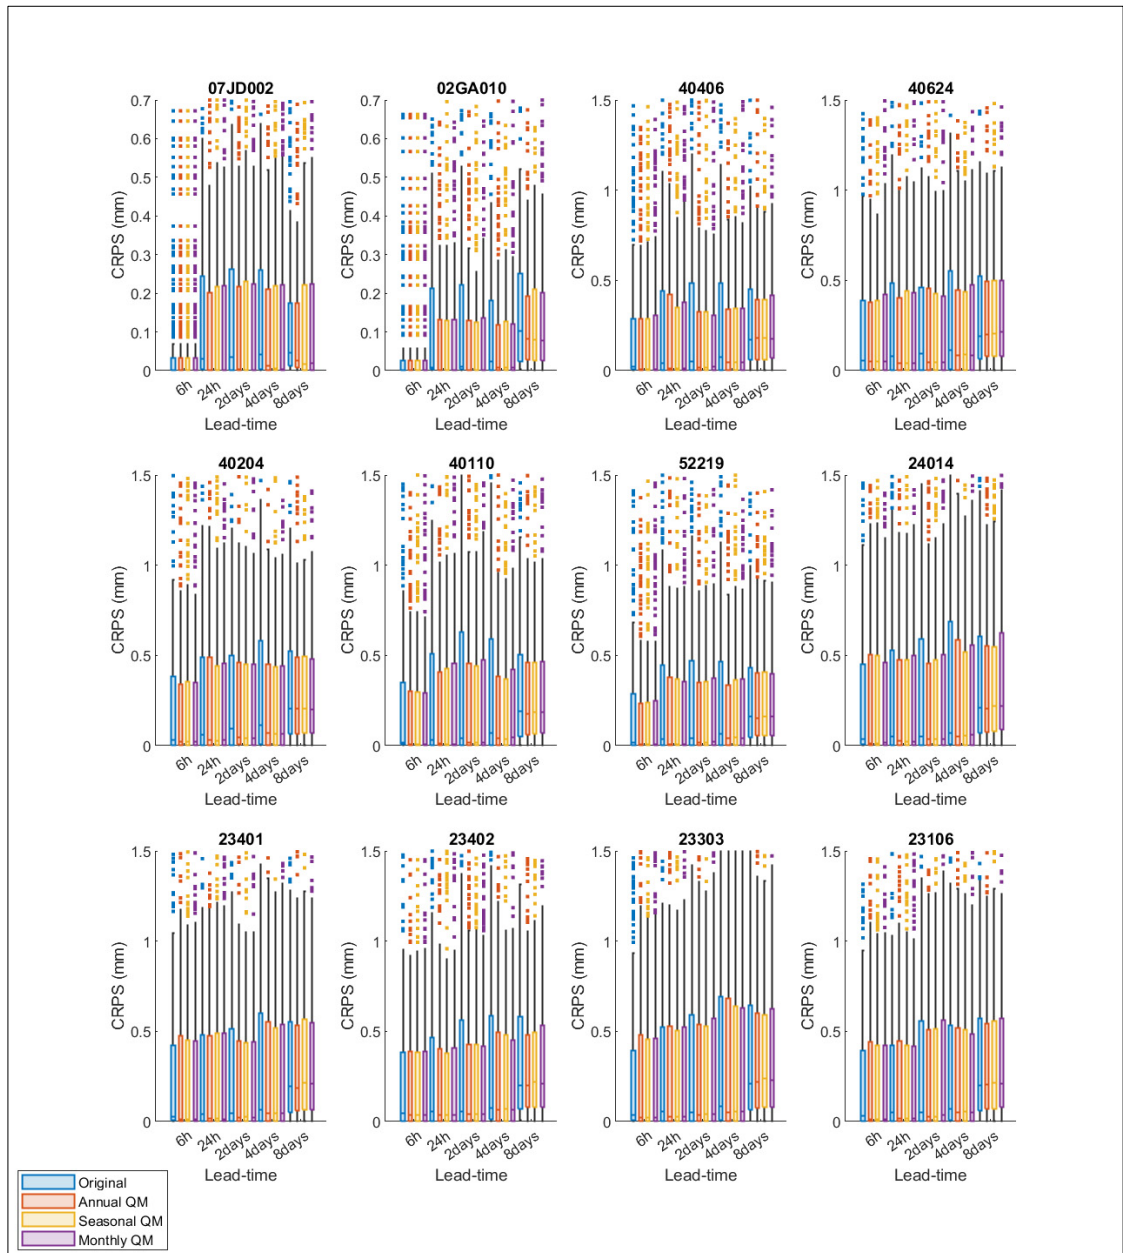 07JD002 02GA010 40406 40624
0.7 0.7 1.5 1.5
0.6 0.6
0.5 0.5 1 1
0.4 0.4
0.3 0.3
0.2 0.2 0.5 0.5
0.1 0.1
0 0 0 0
CRPS (mm) CRPS (mm) CRPS (mm) CRPS (mm)
6h 24h 2days 4days 8days 6h 24h 2days 4days 8days 6h 24h 2days 4days 8days 6h 24h 2days 4days 8days
Lead-time Lead-time Lead-time Lead-time
40204 40110 52219 24014
1.5 1.5 1.5 1.5
1 1 1 1
0.5 0.5 0.5 0.5
0 0 0 0
CRPS (mm) CRPS (mm) CRPS (mm) CRPS (mm)
6h 24h 2days 4days 8days 6h 24h 2days 4days 8days 6h 24h 2days 4days 8days 6h 24h 2days 4days 8days
Lead-time Lead-time Lead-time Lead-time
23401 23402 23303 23106
1.5 1.5 1.5 1.5
1 1 1 1
0.5 0.5 0.5 0.5
0 0 0 0
CRPS (mm) CRPS (mm) CRPS (mm) CRPS (mm)
6h 24h 2days 4days 8days 6h 24h 2days 4days 8days 6h 24h 2days 4days 8days 6h 24h 2days 4days 8days
Lead-time Lead-time Lead-time Lead-time
Original
Annual QM
Seasonal QM
Monthly QM